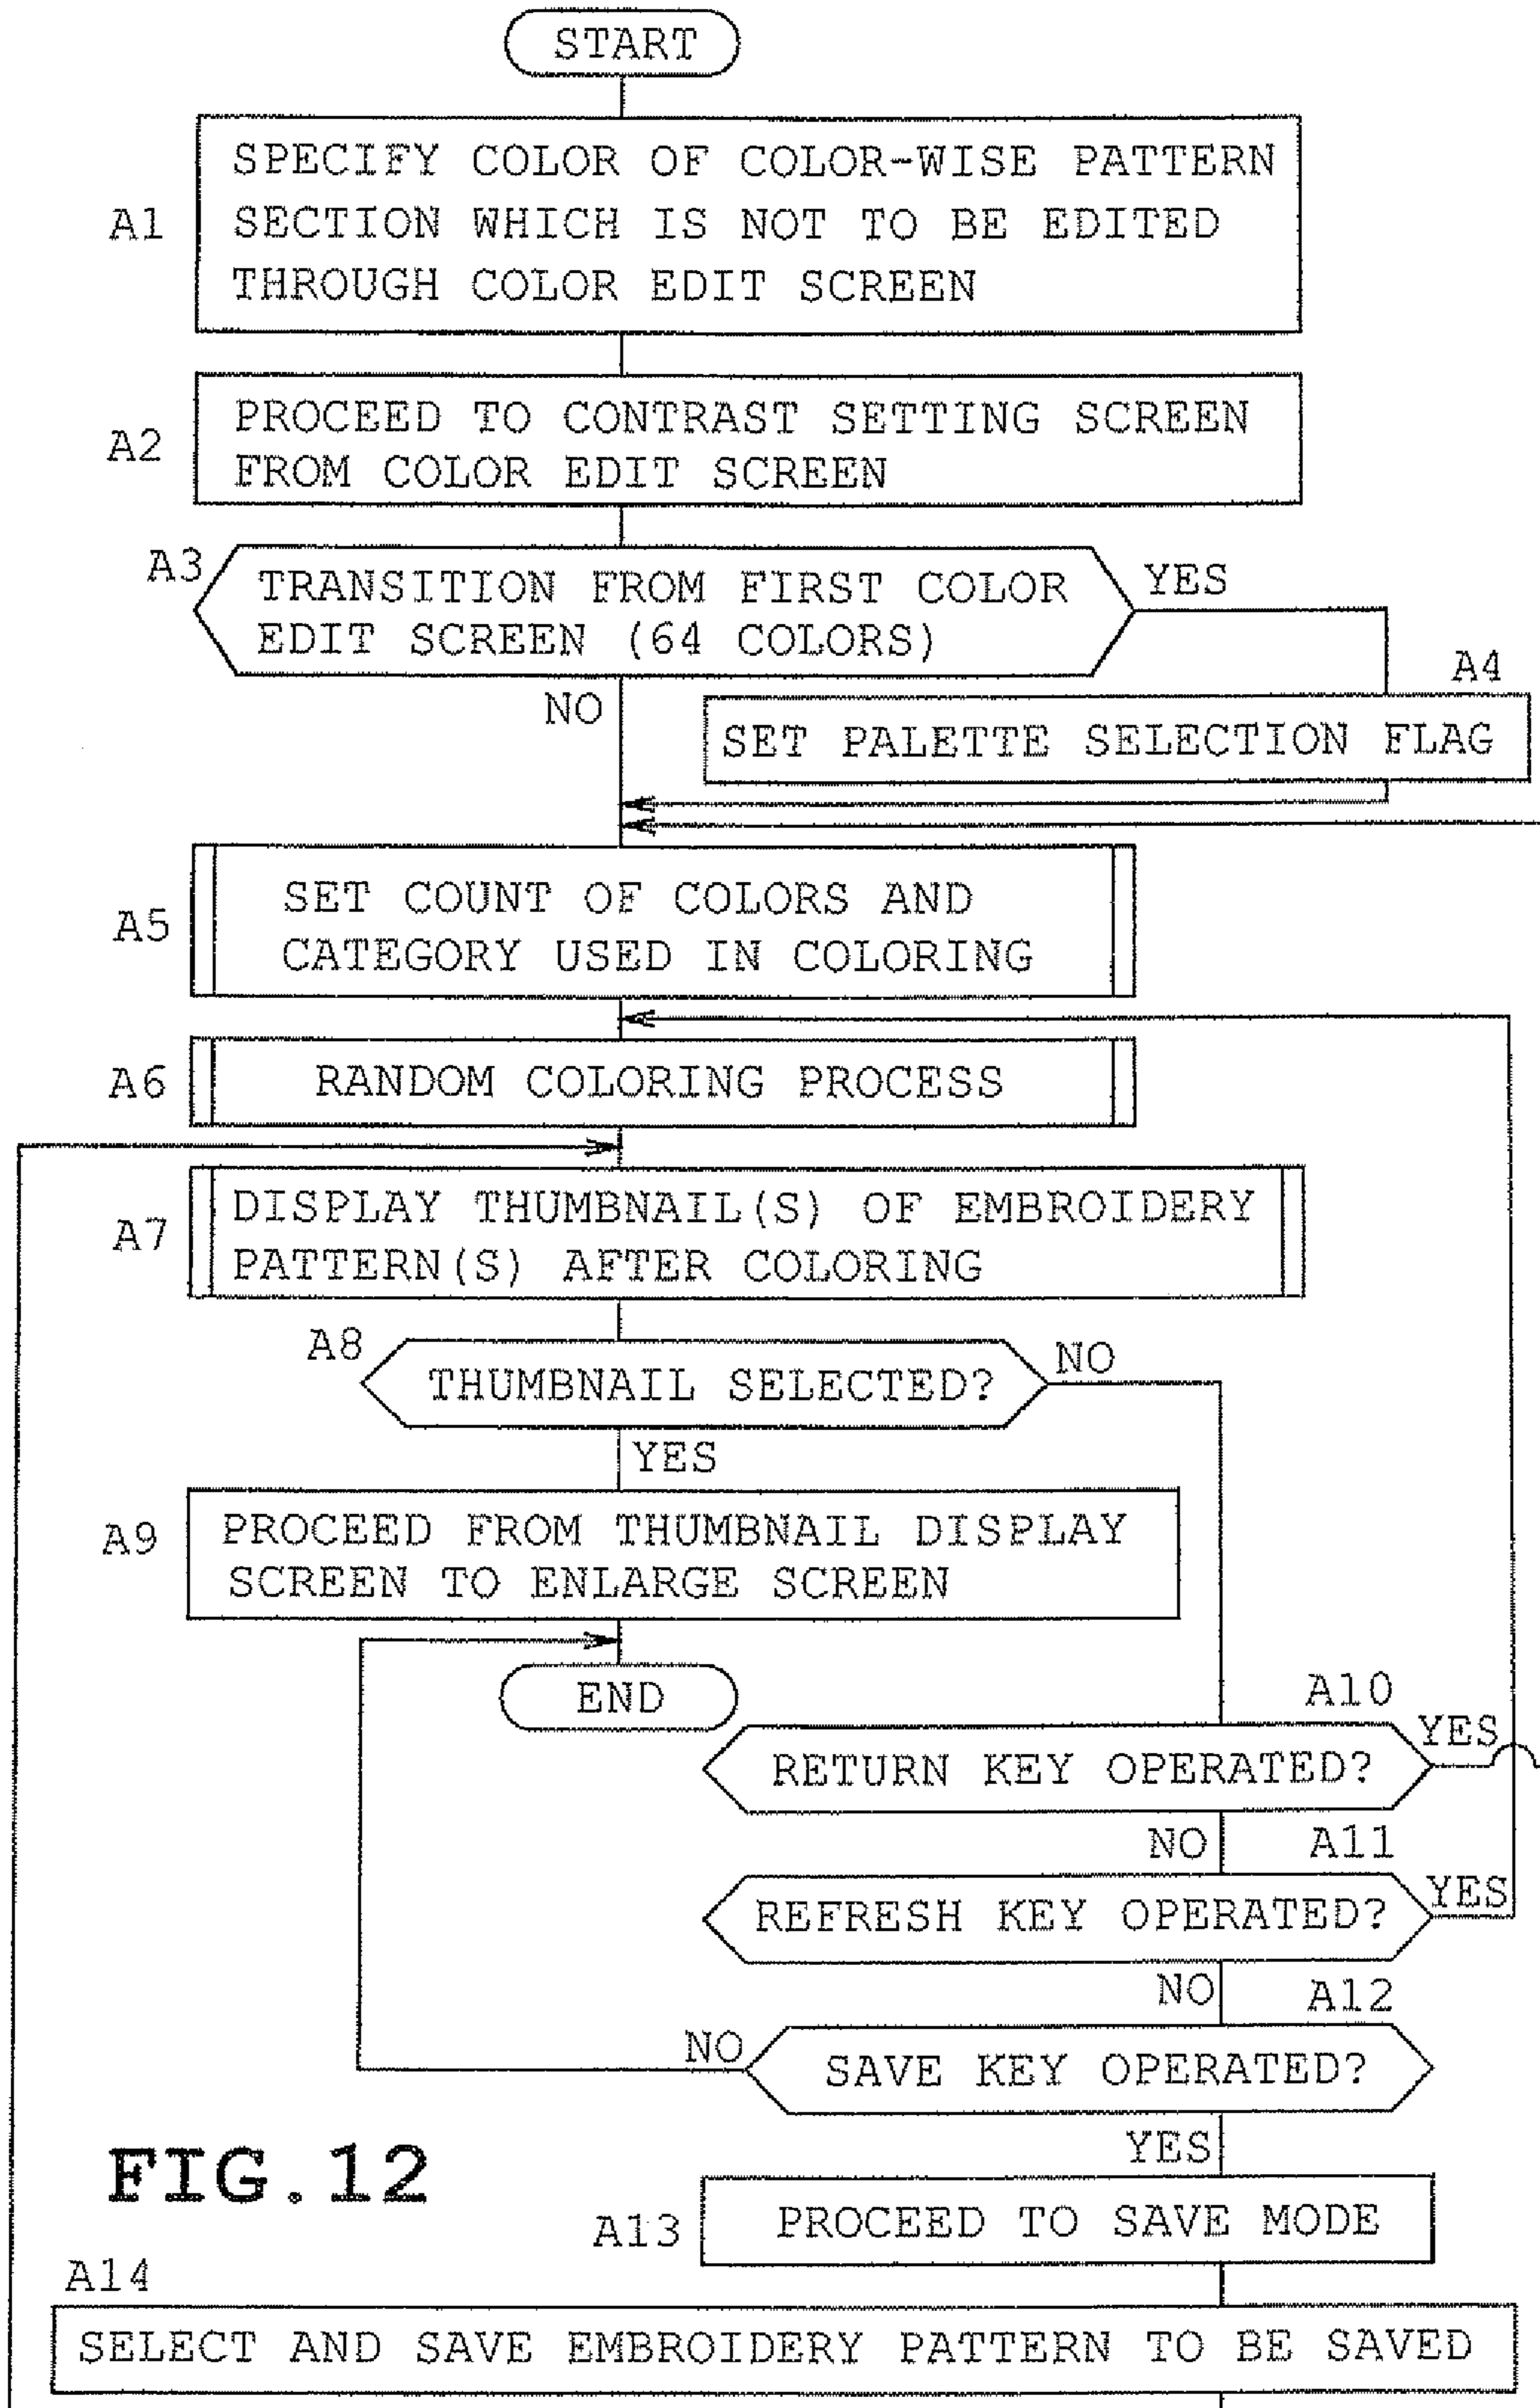 START
A1
SPECIFY COLOR OF COLOR-WISE PATTERN
SECTION WHICH IS NOT TO BE EDITED
THROUGH COLOR EDIT SCREEN
A2
PROCEED TO CONTRAST SETTING SCREEN
FROM COLOR EDIT SCREEN
A3
TRANSITION FROM FIRST COLOR
EDIT SCREEN (64 COLORS)
YES
NO
A4
SET PALETTE SELECTION FLAG
A5
SET COUNT OF COLORS AND
CATEGORY USED IN COLORING
A6
RANDOM COLORING PROCESS
A7
DISPLAY THUMBNAIL(S) OF EMBROIDERY
PATTERN(S) AFTER COLORING
A8
THUMBNAIL SELECTED?
NO
YES
A9
PROCEED FROM THUMBNAIL DISPLAY
SCREEN TO ENLARGE SCREEN
END
A10
RETURN KEY OPERATED?
YES
NO
A11
REFRESH KEY OPERATED?
YES
NO
A12
NO
SAVE KEY OPERATED?
YES
FIG.12
A13
PROCEED TO SAVE MODE
A14
SELECT AND SAVE EMBROIDERY PATTERN TO BE SAVED